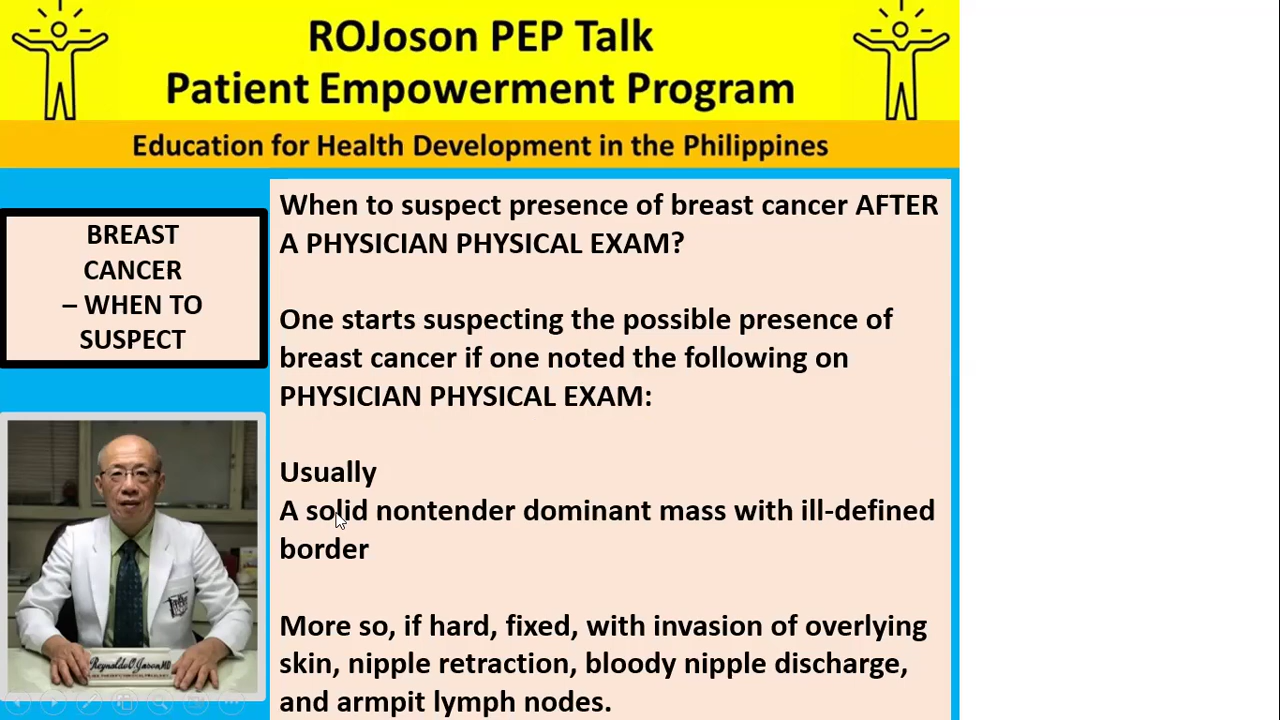 ROJoson PEP Talk
Patient Empowerment Program
Education for Health Development in the Philippines
BREAST
CANCER
– WHEN TO
SUSPECT
When to suspect presence of breast cancer AFTER
A PHYSICIAN PHYSICAL EXAM?
One starts suspecting the possible presence of
breast cancer if one noted the following on
PHYSICIAN PHYSICAL EXAM:
Usually
A solid nontender dominant mass with ill-defined
border
More so, if hard, fixed, with invasion of overlying
skin, nipple retraction, bloody nipple discharge,
and armpit lymph nodes.
Reynaldo O. Joson MD